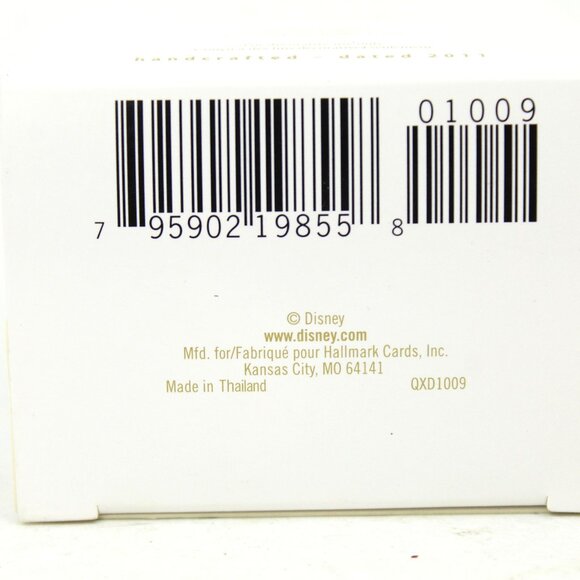 handcrafted - dated 2011
01009
7 95902 19855 8
© Disney
www.disney.com
Mfd. for/Fabriqué pour Hallmark Cards, Inc.
Kansas City, MO 64141
Made in Thailand QXD1009